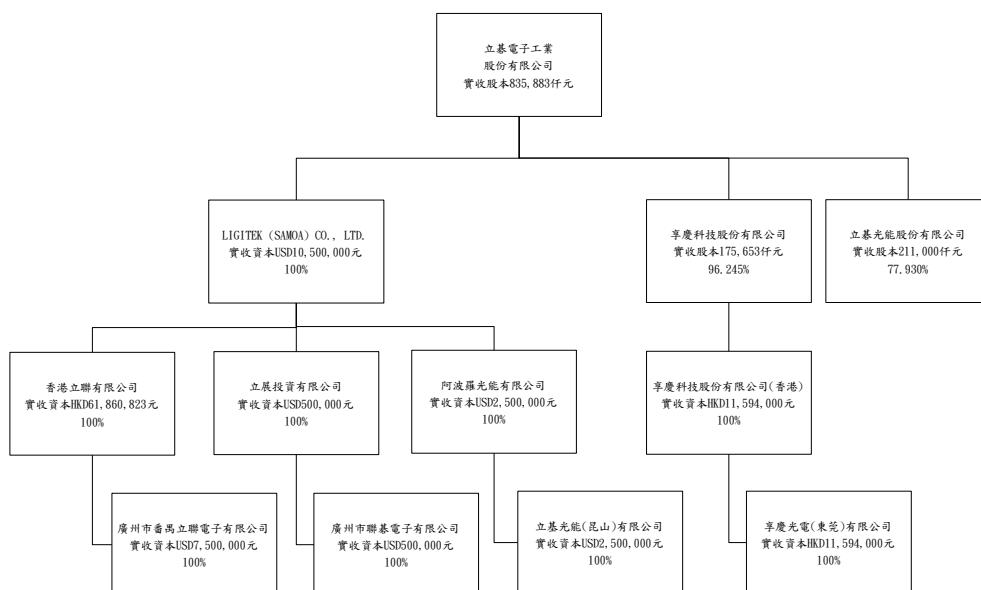 立碁電子工業
股份有限公司
實收股本835,883仟元
LIGITEK (SAMOA) CO., LTD.
實收資本USD10,500,000元
100%
享慶科技股份有限公司
實收股本175,653仟元
96.245%
立碁光能股份有限公司
實收股本211,000仟元
77.930%
香港立聯有限公司
實收資本HKD61,860,823元
100%
立展投資有限公司
實收資本USD500,000元
100%
阿波羅光能有限公司
實收資本USD2,500,000元
100%
享慶科技股份有限公司(香港)
實收資本HKD11,594,000元
100%
廣州市番禺立聯電子有限公司
實收資本USD7,500,000元
100%
廣州市聯碁電子有限公司
實收資本USD500,000元
100%
立基光能(昆山)有限公司
實收資本USD2,500,000元
100%
享慶光電(東莞)有限公司
實收資本HKD11,594,000元
100%